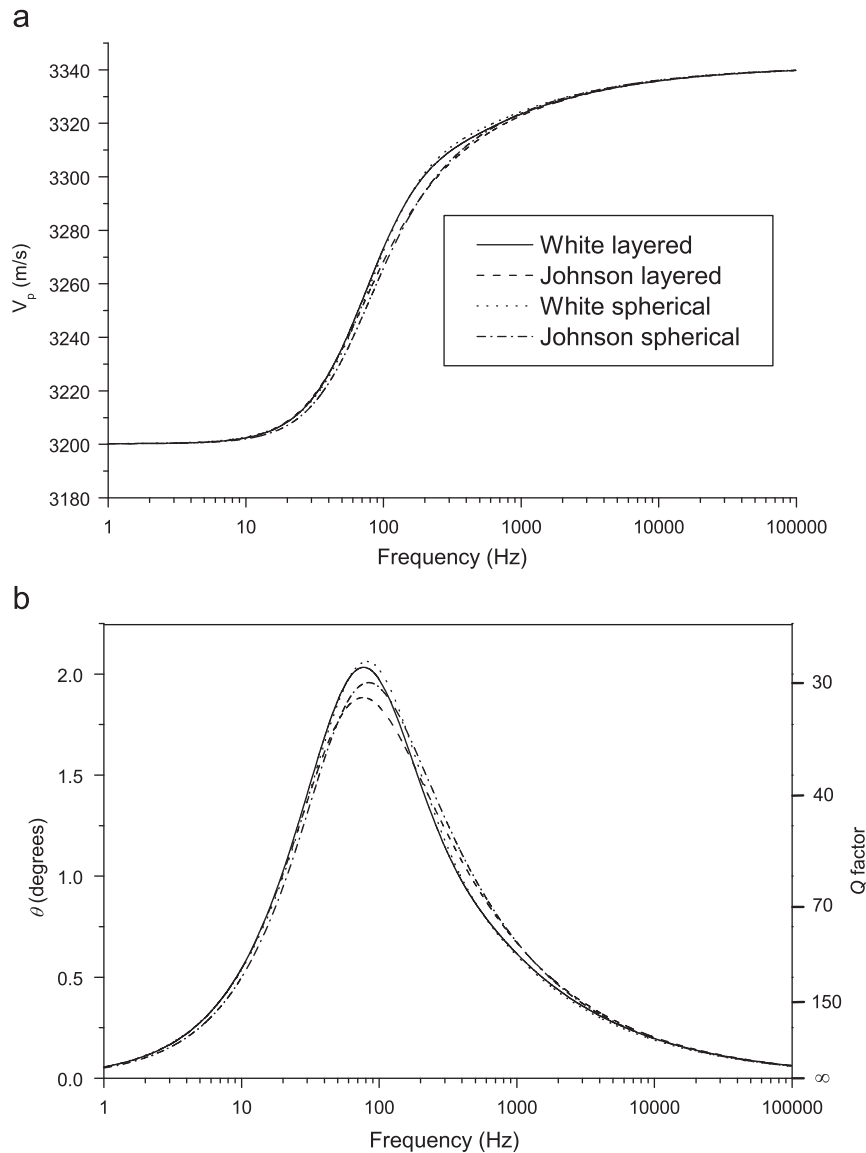 a
3340
3320
3300
3280
3260
3240
3220
3200
3180
V_p (m/s)
White layered
Johnson layered
White spherical
Johnson spherical
1 10 100 1000 10000 100000
Frequency (Hz)
b
2.0
1.5
1.0
0.5
0.0
θ (degrees)
30
40
70
150
∞
Q factor
1 10 100 1000 10000 100000
Frequency (Hz)